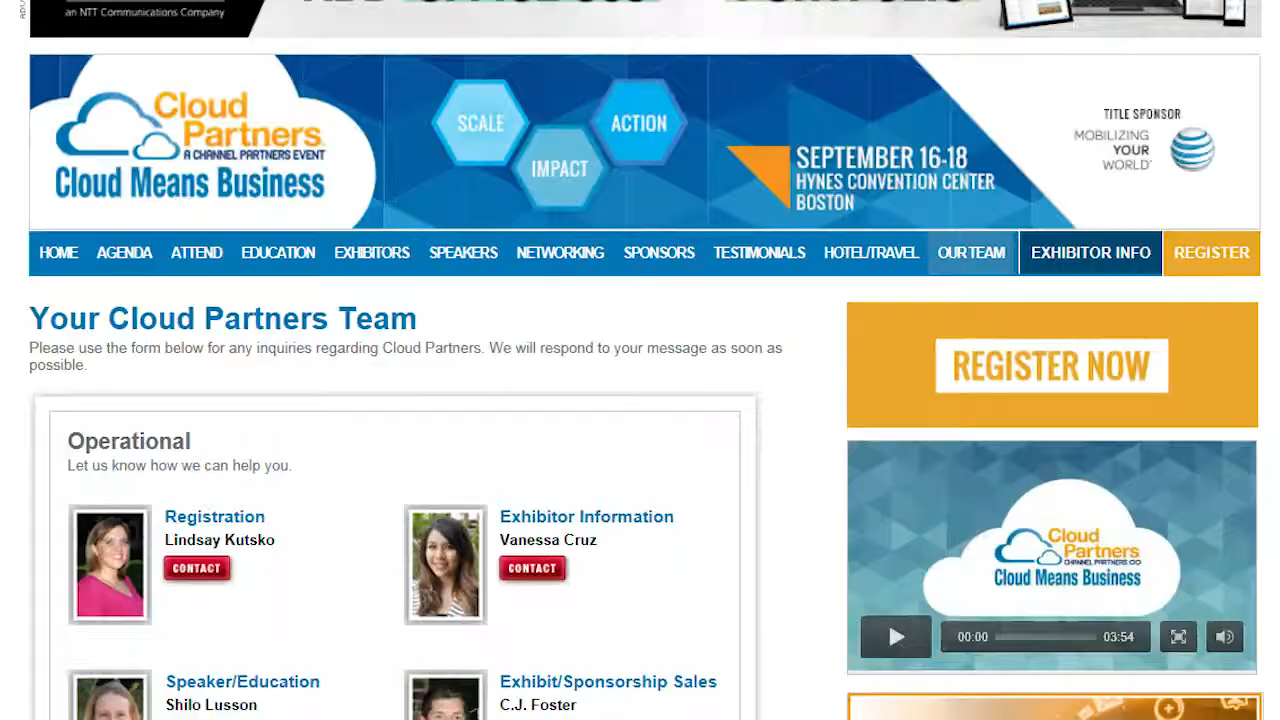 an NTT Communications Company
Cloud
Partners
A CHANNEL PARTNERS EVENT
Cloud Means Business
SCALE
IMPACT
ACTION
SEPTEMBER 16-18
HYNES CONVENTION CENTER
BOSTON
TITLE SPONSOR
MOBILIZING
YOUR
WORLD
HOME AGENDA ATTEND EDUCATION EXHIBITORS SPEAKERS NETWORKING SPONSORS TESTIMONIALS HOTEL/TRAVEL OUR TEAM EXHIBITOR INFO REGISTER
Your Cloud Partners Team
Please use the form below for any inquiries regarding Cloud Partners. We will respond to your message as soon as
possible.
REGISTER NOW
Operational
Let us know how we can help you.
Registration
Lindsay Kutsko
CONTACT
Exhibitor Information
Vanessa Cruz
CONTACT
Cloud
Partners
CHANNEL PARTNERS CO
Cloud Means Business
00:00 03:54
Speaker/Education
Shilo Lusson
Exhibit/Sponsorship Sales
C.J. Foster